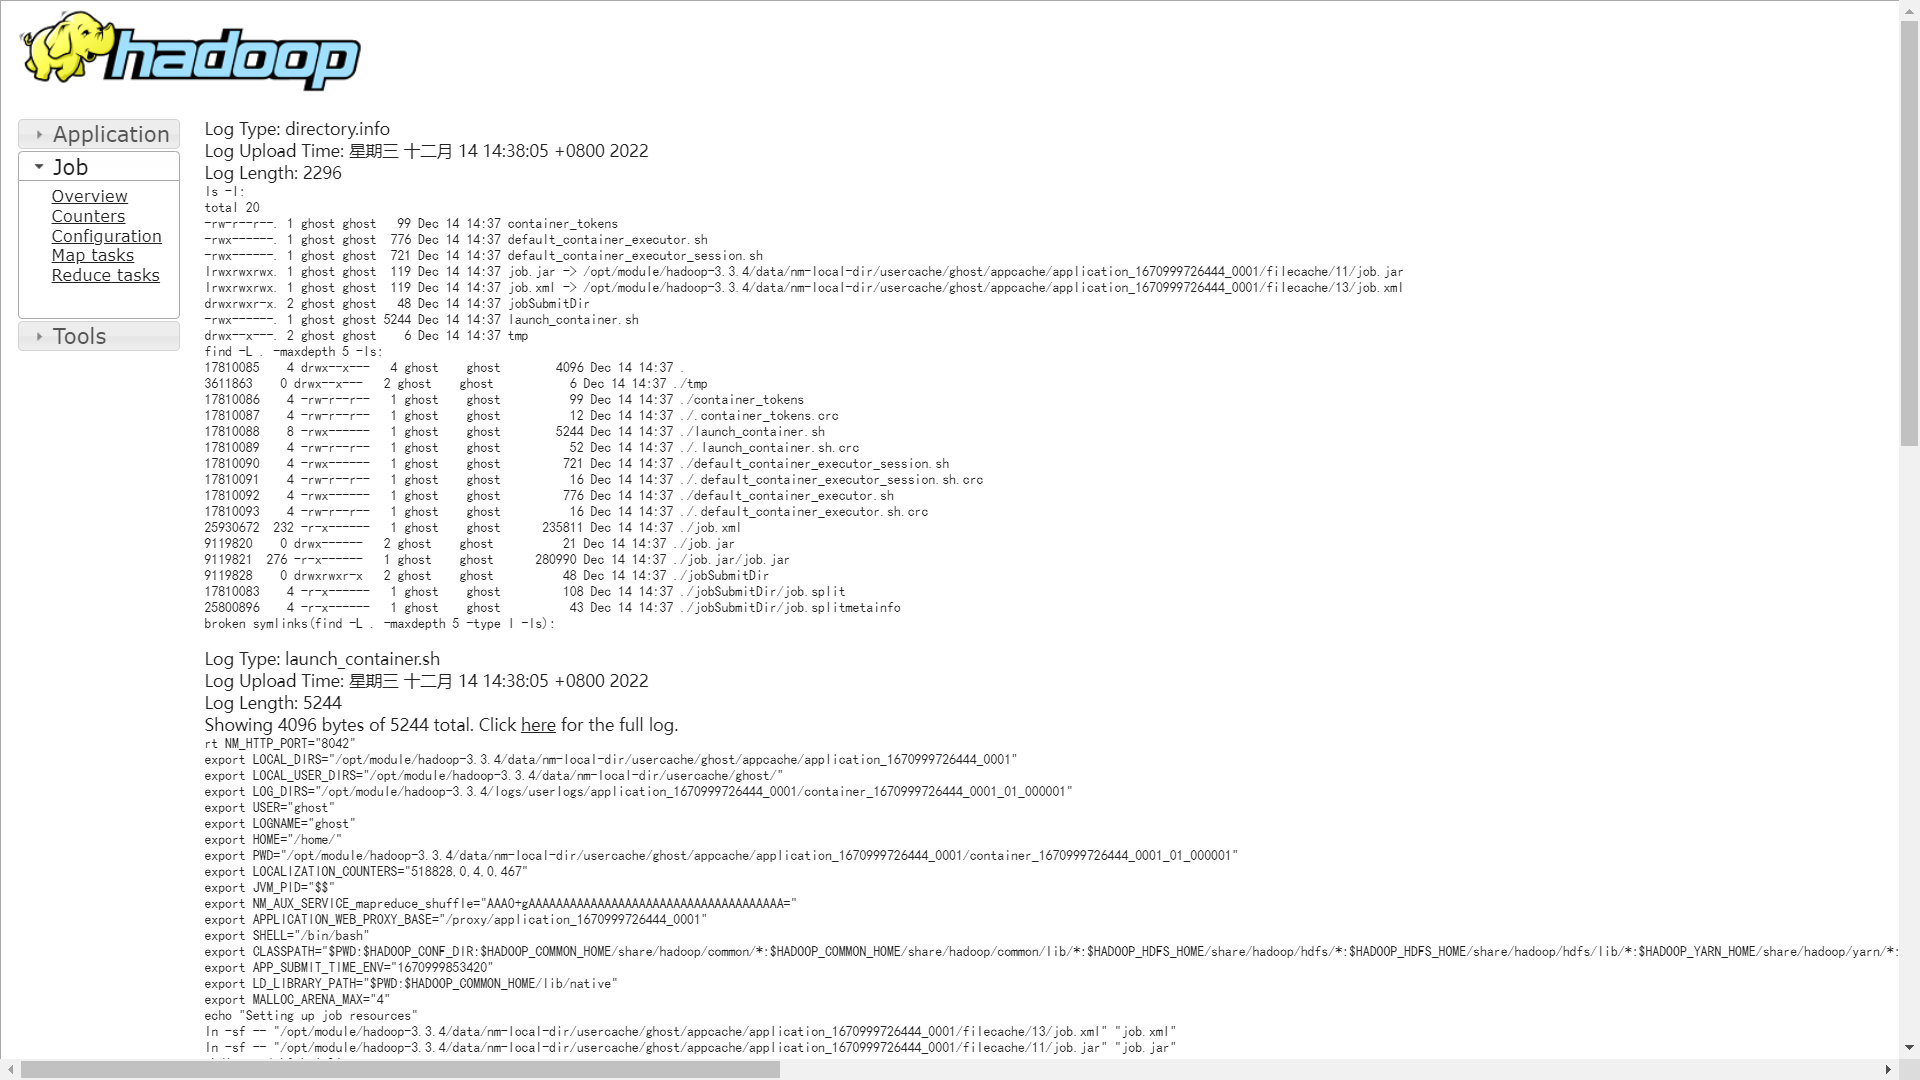 hadoop
Application
Job
Overview
Counters
Configuration
Map tasks
Reduce tasks
Tools
Log Type: directory.info
Log Upload Time: 星期三 十二月 14 14:38:05 +0800 2022
Log Length: 2296
ls -l:
total 20
-rw-r--r--. 1 ghost ghost   99 Dec 14 14:37 container_tokens
-rwx------. 1 ghost ghost  776 Dec 14 14:37 default_container_executor.sh
-rwx------. 1 ghost ghost  721 Dec 14 14:37 default_container_executor_session.sh
lrwxrwxrwx. 1 ghost ghost  119 Dec 14 14:37 job.jar -> /opt/module/hadoop-3.3.4/data/nm-local-dir/usercache/ghost/appcache/application_1670999726444_0001/filecache/11/job.jar
lrwxrwxrwx. 1 ghost ghost  119 Dec 14 14:37 job.xml -> /opt/module/hadoop-3.3.4/data/nm-local-dir/usercache/ghost/appcache/application_1670999726444_0001/filecache/13/job.xml
drwxrwxr-x. 2 ghost ghost   48 Dec 14 14:37 jobSubmitDir
-rwx------. 1 ghost ghost 5244 Dec 14 14:37 launch_container.sh
drwx--x---. 2 ghost ghost    6 Dec 14 14:37 tmp
find -L . -maxdepth 5 -ls:
17810085    4 drwx--x---   4 ghost    ghost        4096 Dec 14 14:37 .
3611863    0 drwx--x---   2 ghost    ghost           6 Dec 14 14:37 ./tmp
17810086    4 -rw-r--r--   1 ghost    ghost          99 Dec 14 14:37 ./container_tokens
17810087    4 -rw-r--r--   1 ghost    ghost          12 Dec 14 14:37 ./.container_tokens.crc
17810088    8 -rwx------   1 ghost    ghost        5244 Dec 14 14:37 ./launch_container.sh
17810089    4 -rw-r--r--   1 ghost    ghost          52 Dec 14 14:37 ./.launch_container.sh.crc
17810090    4 -rwx------   1 ghost    ghost         721 Dec 14 14:37 ./default_container_executor_session.sh
17810091    4 -rw-r--r--   1 ghost    ghost          16 Dec 14 14:37 ./.default_container_executor_session.sh.crc
17810092    4 -rwx------   1 ghost    ghost         776 Dec 14 14:37 ./default_container_executor.sh
17810093    4 -rw-r--r--   1 ghost    ghost          16 Dec 14 14:37 ./.default_container_executor.sh.crc
25930672  232 -r-x------   1 ghost    ghost      235811 Dec 14 14:37 ./job.xml
9119820    0 drwx------   2 ghost    ghost          21 Dec 14 14:37 ./job.jar
9119821  276 -r-x------   1 ghost    ghost      280990 Dec 14 14:37 ./job.jar/job.jar
9119828    0 drwxrwxr-x   2 ghost    ghost          48 Dec 14 14:37 ./jobSubmitDir
17810083    4 -r-x------   1 ghost    ghost         108 Dec 14 14:37 ./jobSubmitDir/job.split
25800896    4 -r-x------   1 ghost    ghost          43 Dec 14 14:37 ./jobSubmitDir/job.splitmetainfo
broken symlinks(find -L . -maxdepth 5 -type l -ls):
Log Type: launch_container.sh
Log Upload Time: 星期三 十二月 14 14:38:05 +0800 2022
Log Length: 5244
Showing 4096 bytes of 5244 total. Click here for the full log.
rt NM_HTTP_PORT="8042"
export LOCAL_DIRS="/opt/module/hadoop-3.3.4/data/nm-local-dir/usercache/ghost/appcache/application_1670999726444_0001"
export LOCAL_USER_DIRS="/opt/module/hadoop-3.3.4/data/nm-local-dir/usercache/ghost/"
export LOG_DIRS="/opt/module/hadoop-3.3.4/logs/userlogs/application_1670999726444_0001/container_1670999726444_0001_01_000001"
export USER="ghost"
export LOGNAME="ghost"
export HOME="/home/"
export PWD="/opt/module/hadoop-3.3.4/data/nm-local-dir/usercache/ghost/appcache/application_1670999726444_0001/container_1670999726444_0001_01_000001"
export LOCALIZATION_COUNTERS="518828,0,4,0,467"
export JVM_PID="$$"
export NM_AUX_SERVICE_mapreduce_shuffle="AAAO+gAAAAAAAAAAAAAAAAAAAAAAAAAAAAAAAAAAAAA="
export APPLICATION_WEB_PROXY_BASE="/proxy/application_1670999726444_0001"
export SHELL="/bin/bash"
export CLASSPATH="$PWD:$HADOOP_CONF_DIR:$HADOOP_COMMON_HOME/share/hadoop/common/*:$HADOOP_COMMON_HOME/share/hadoop/common/lib/*:$HADOOP_HDFS_HOME/share/hadoop/hdfs/*:$HADOOP_HDFS_HOME/share/hadoop/hdfs/lib/*:$HADOOP_YARN_HOME/share/hadoop/yarn/*:
export APP_SUBMIT_TIME_ENV="1670999853420"
export LD_LIBRARY_PATH="$PWD:$HADOOP_COMMON_HOME/lib/native"
export MALLOC_ARENA_MAX="4"
echo "Setting up job resources"
ln -sf -- "/opt/module/hadoop-3.3.4/data/nm-local-dir/usercache/ghost/appcache/application_1670999726444_0001/filecache/13/job.xml" "job.xml"
ln -sf -- "/opt/module/hadoop-3.3.4/data/nm-local-dir/usercache/ghost/appcache/application_1670999726444_0001/filecache/11/job.jar" "job.jar"